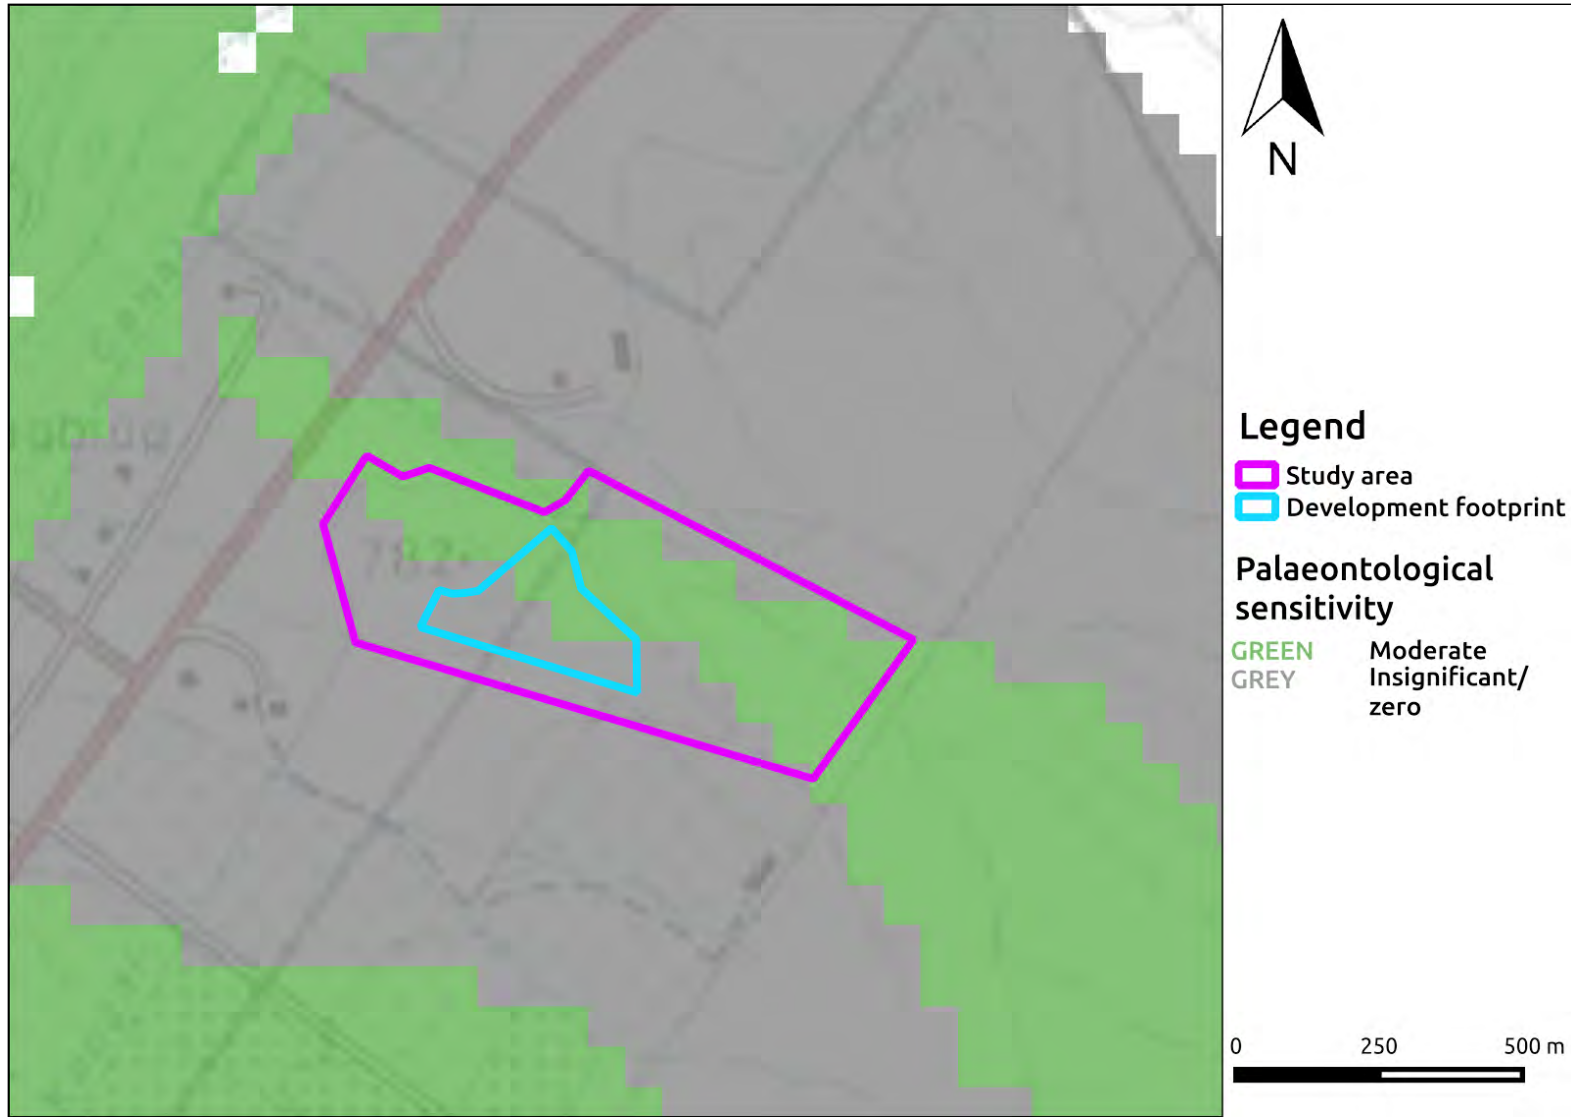 N
Legend
Study area
Development footprint
Palaeontological
sensitivity
GREEN Moderate
GREY Insignificant/
zero
0 250 500 m